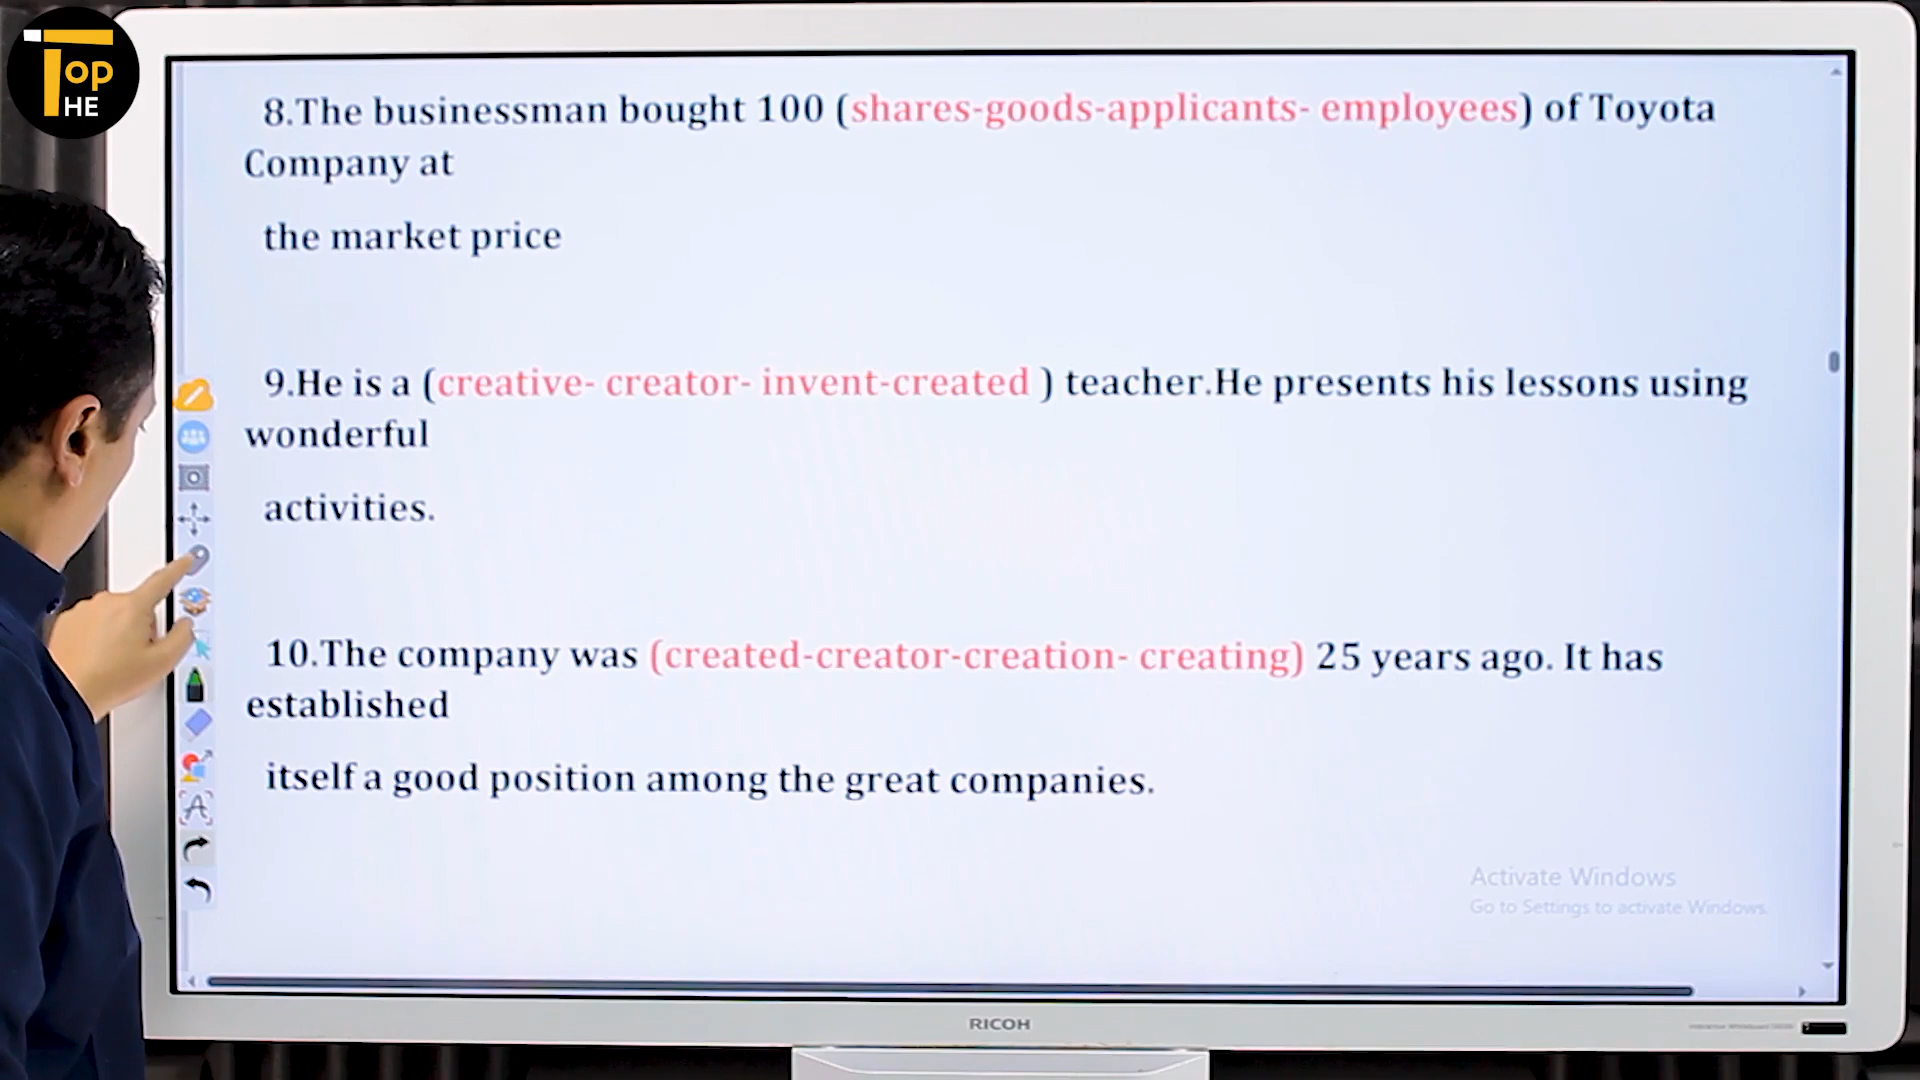 TOP
THE
8.The businessman bought 100 (shares-goods-applicants- employees) of Toyota
Company at
the market price
9.He is a (creative- creator- invent-created ) teacher.He presents his lessons using
wonderful
activities.
10.The company was (created-creator-creation- creating) 25 years ago. It has
established
itself a good position among the great companies.
Activate Windows
Go to Settings to activate Windows.
RICOH